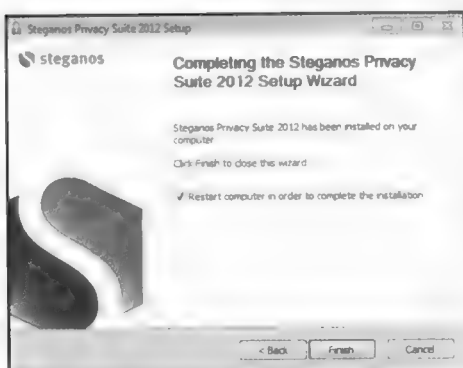 Steganos Privacy Suite 2012 Setup
steganos
Completing the Steganos Privacy
Suite 2012 Setup Wizard
Steganos Privacy Suite 2012 has been installed on your
computer
Click Finish to close this wizard
Restart computer in order to complete the installation
< Back
Finish
Cancel